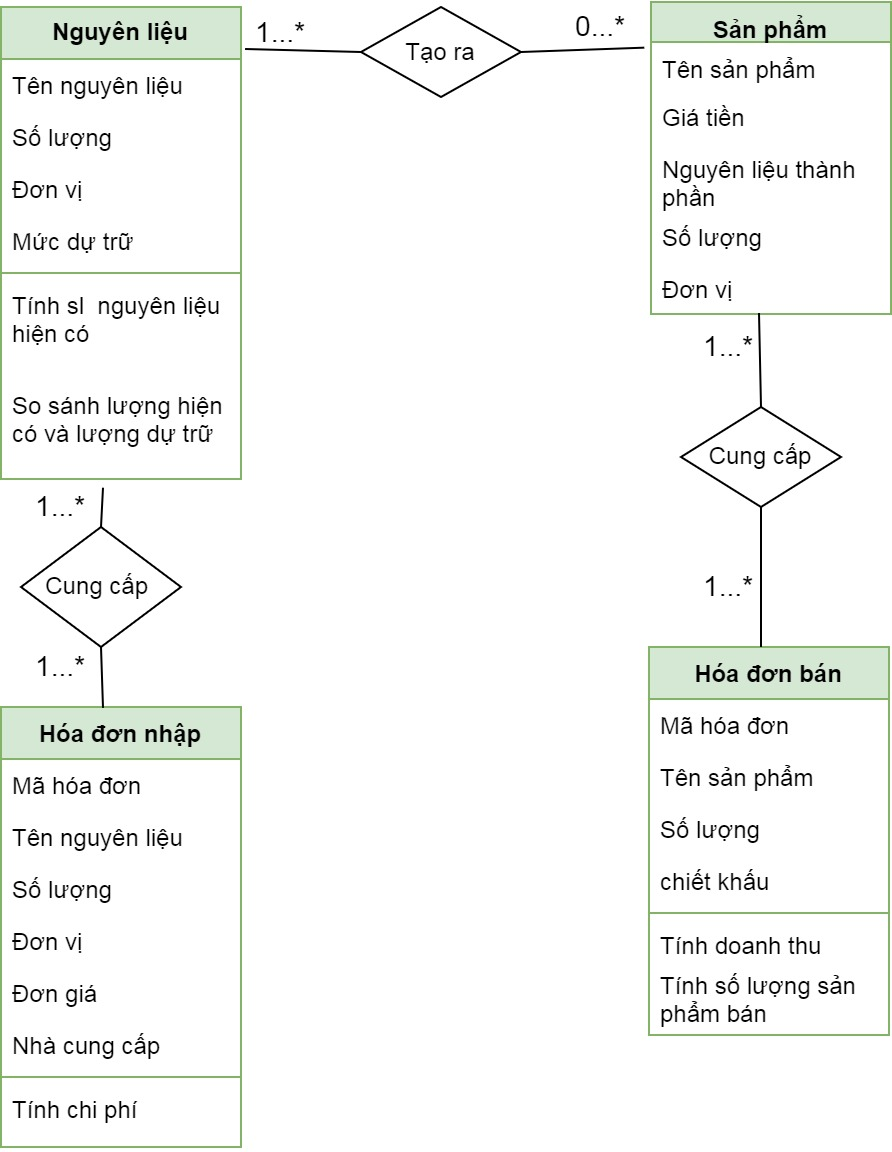 Nguyên liệu
Tên nguyên liệu
Số lượng
Đơn vị
Mức dự trữ
Tính sl  nguyên liệu
hiện có
So sánh lượng hiện
có và lượng dự trữ
1...*
Tạo ra
0...*
Sản phẩm
Tên sản phẩm
Giá tiền
Nguyên liệu thành
phần
Số lượng
Đơn vị
1...*
Cung cấp
1...*
1...*
Cung cấp
1...*
Hóa đơn nhập
Mã hóa đơn
Tên nguyên liệu
Số lượng
Đơn vị
Đơn giá
Nhà cung cấp
Tính chi phí
Hóa đơn bán
Mã hóa đơn
Tên sản phẩm
Số lượng
chiết khấu
Tính doanh thu
Tính số lượng sản
phẩm bán